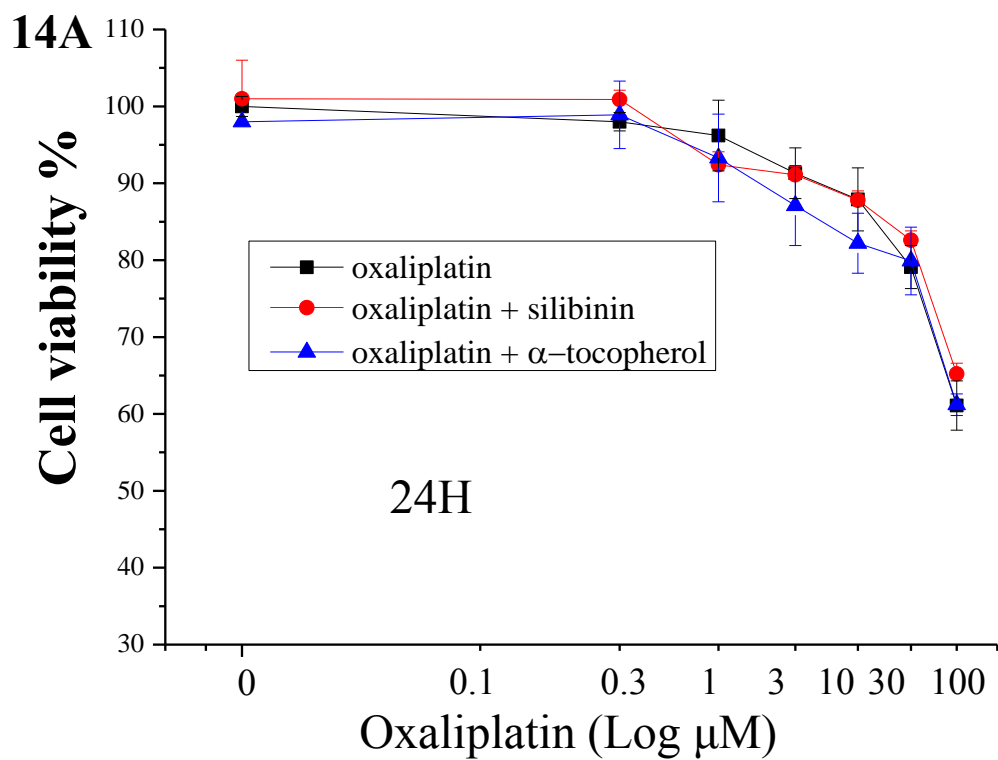 14A
Cell viability %
110
100
90
80
70
60
50
40
30
oxaliplatin
oxaliplatin + silibinin
oxaliplatin + α−tocopherol
24H
0 0.1 0.3 1 3 10 30 100
Oxaliplatin (Log μM)